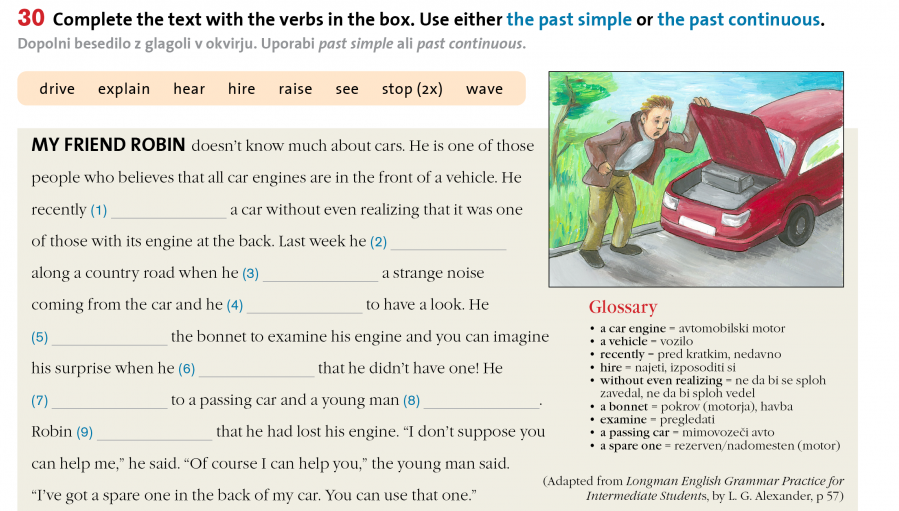 30 Complete the text with the verbs in the box. Use either the past simple or the past continuous.
Dopolni besedilo z glagoli v okvirju. Uporabi past simple ali past continuous.
drive explain hear hire raise see stop (2x) wave
MY FRIEND ROBIN doesn't know much about cars. He is one of those
people who believes that all car engines are in the front of a vehicle. He
recently (1) ____________ a car without even realizing that it was one
of those with its engine at the back. Last week he (2) ____________
along a country road when he (3) ____________ a strange noise
coming from the car and he (4) ____________ to have a look. He
(5) ____________ the bonnet to examine his engine and you can imagine
his surprise when he (6) ____________ that he didn't have one! He
(7) ____________ to a passing car and a young man (8) ____________.
Robin (9) ____________ that he had lost his engine. “I don't suppose you
can help me,” he said. “Of course I can help you,” the young man said.
“I've got a spare one in the back of my car. You can use that one.”
Glossary
• a car engine = avtomobilski motor
• a vehicle = vozilo
• recently = pred kratkim, nedavno
• hire = najeti, izposoditi si
• without even realizing = ne da bi se sploh
zavedal, ne da bi sploh vedel
• a bonnet = pokrov (motorja), havba
• examine = pregledati
• a passing car = mimovozeči avto
• a spare one = rezerven/nadomesten (motor)
(Adapted from Longman English Grammar Practice for
Intermediate Students, by L. G. Alexander, p 57)